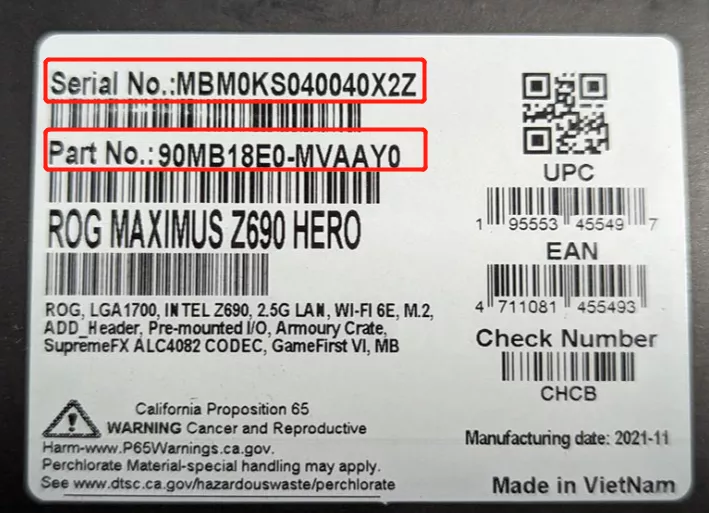 Serial No.:MBM0KS040040X2Z
Part No.:90MB18E0-MVAAY0
ROG MAXIMUS Z690 HERO
ROG, LGA1700, INTEL Z690, 2.5G LAN, WI-FI 6E, M.2,
ADD_Header, Pre-mounted I/O, Armoury Crate,
SupremeFX ALC4082 CODEC, GameFirst VI, MB
California Proposition 65
WARNING Cancer and Reproductive
Harm-www.P65Warnings.ca.gov.
Perchlorate Material-special handling may apply.
See www.dtsc.ca.gov/hazardouswaste/perchlorate
UPC
1 95553 45549 7
EAN
4 711081 455493
Check Number
CHCB
Manufacturing date: 2021-11
Made in VietNam